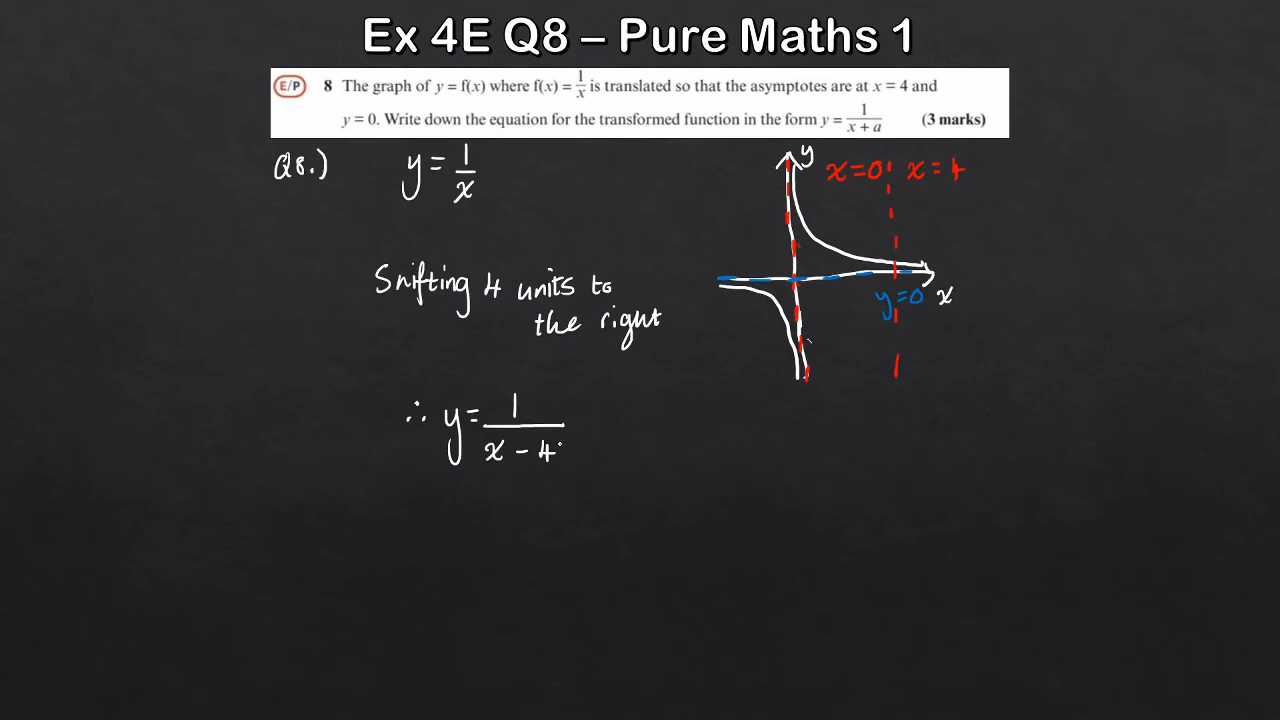 Ex 4E Q8 – Pure Maths 1
E/P 8 The graph of y = f(x) where f(x) = 1/x is translated so that the asymptotes are at x = 4 and
y = 0. Write down the equation for the transformed function in the form y = 1/(x + a) (3 marks)
Q8.) y = 1/x
y
x=0 x=4
Shifting 4 units to
the right
y=0 x
∴ y = 1/(x - 4)